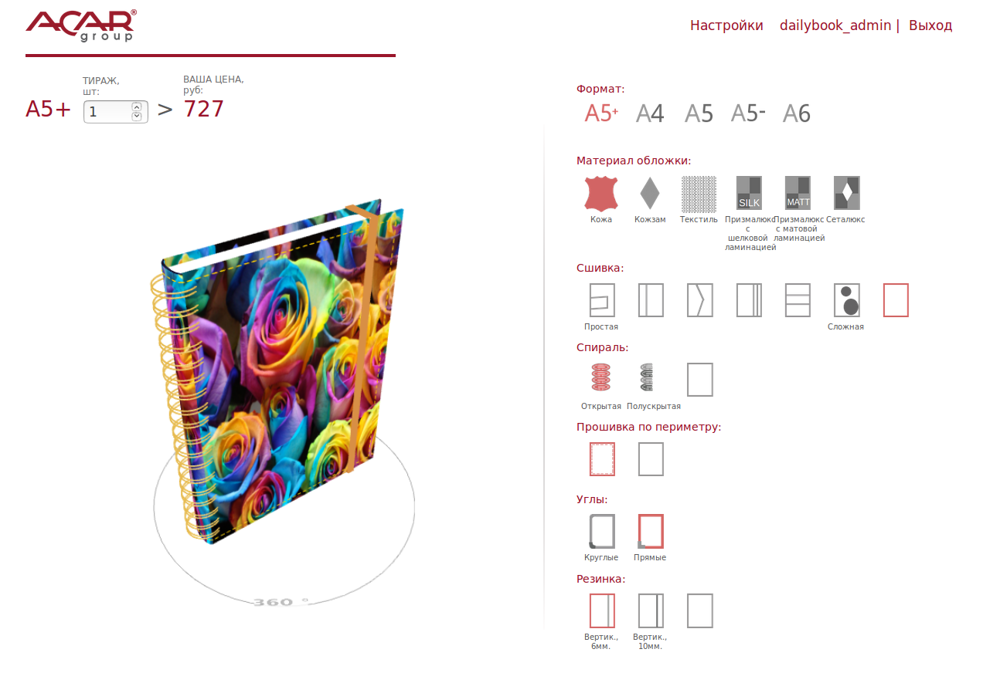 ACAR®
group
Настройки dailybook_admin | Выход
ТИРАЖ,
шт:
ВАША ЦЕНА,
руб:
A5+ 1 > 727
Формат:
A5+ A4 A5 A5- A6
Материал обложки:
SILK MATT
Кожа Кожзам Текстиль Призмалюкс с шелковой ламинацией Призмалюкс с матовой ламинацией Сеталюкс
Сшивка:
Простая Сложная
Спираль:
Открытая Полускрытая
Прошивка по периметру:
Углы:
Круглые Прямые
Резинка:
Вертик., 6мм. Вертик., 10мм.
360 °